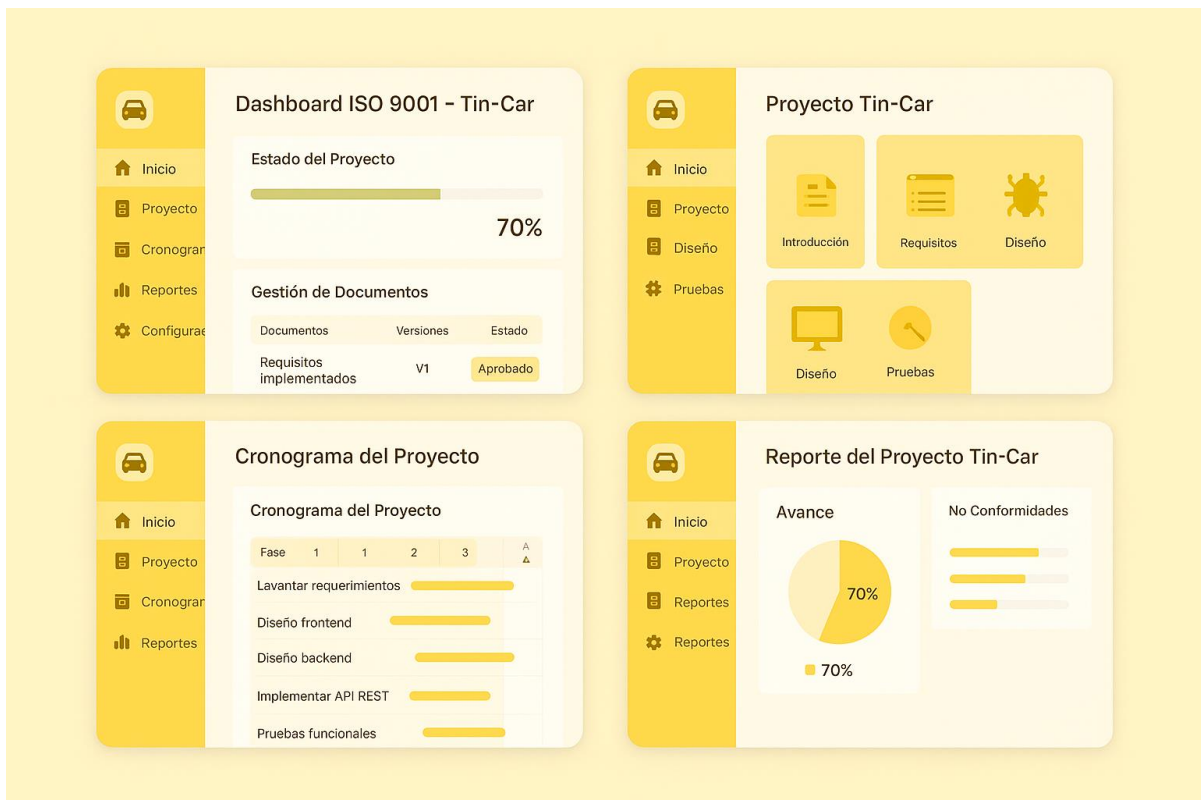 Dashboard ISO 9001 – Tin-Car
Inicio
Proyecto
Cronogran
Reportes
Configurae
Estado del Proyecto
70%
Gestión de Documentos
Documentos Versiones Estado
Requisitos
implementados
V1
Aprobado
Proyecto Tin-Car
Inicio
Proyecto
Diseño
Pruebas
Introducción
Requisitos
Diseño
Diseño
Pruebas
Cronograma del Proyecto
Inicio
Proyecto
Cronogran
Reportes
Cronograma del Proyecto
Fase 1 1 2 3 A
Lavantar requerimientos
Diseño frontend
Diseño backend
Implementar API REST
Pruebas funcionales
Reporte del Proyecto Tin-Car
Inicio
Proyecto
Reportes
Reportes
Avance
70%
70%
No Conformidades